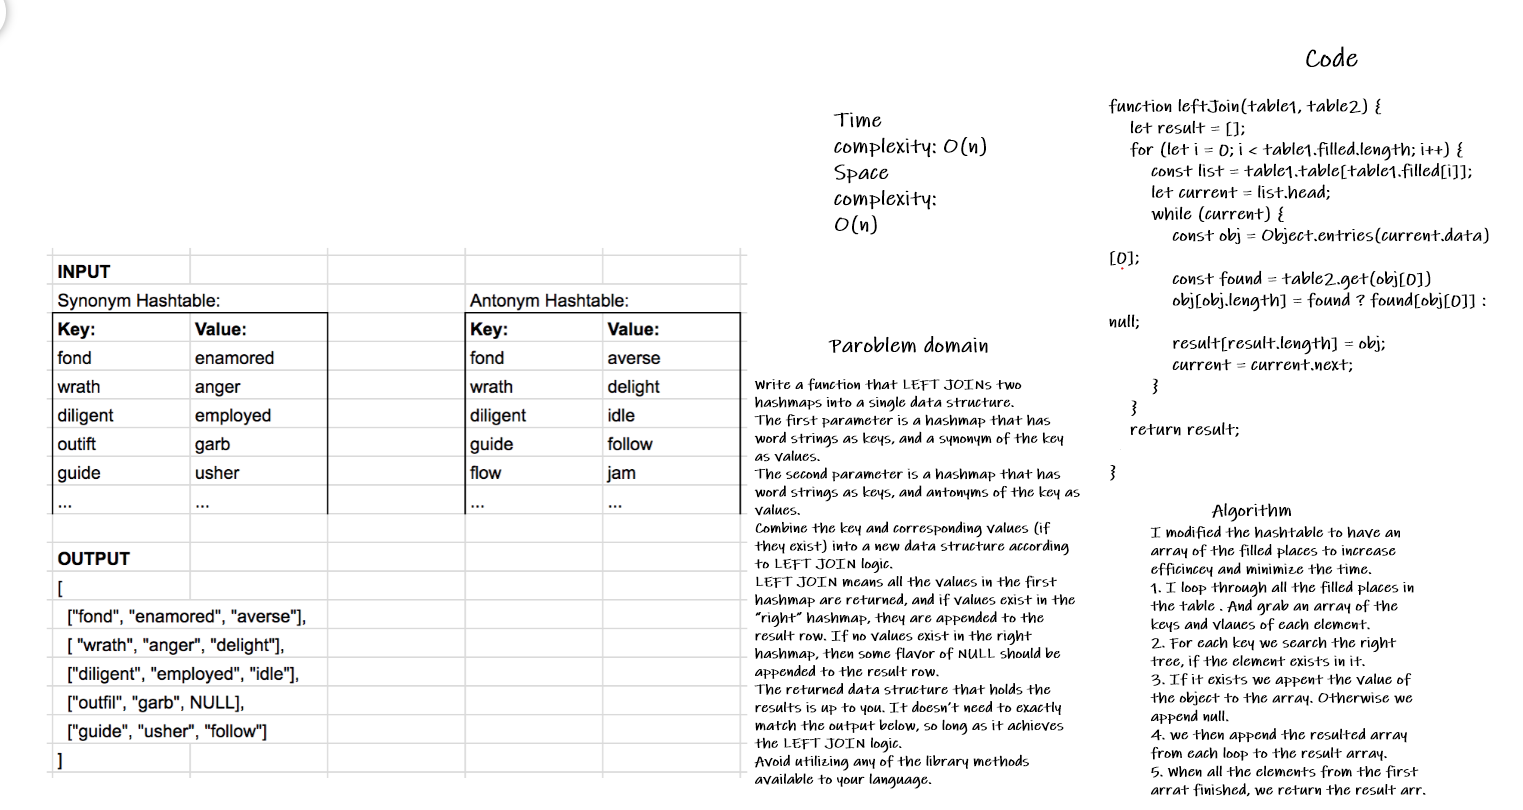 INPUT
Synonym Hashtable: Antonym Hashtable:
Key: Value: Key: Value:
fond enamored fond averse
wrath anger wrath delight
diligent employed diligent idle
outift garb guide follow
guide usher flow jam
... ... ... ...
OUTPUT
[
["fond", "enamored", "averse"],
[ "wrath", "anger", "delight"],
["diligent", "employed", "idle"],
["outfil", "garb", NULL],
["guide", "usher", "follow"]
]
Time
complexity: O(n)
Space
complexity:
O(n)
Paroblem domain
Write a function that LEFT JOINs two
hashmaps into a single data structure.
The first parameter is a hashmap that has
word strings as keys, and a synonym of the key
as values.
The second parameter is a hashmap that has
word strings as keys, and antonyms of the key as
values.
Combine the key and corresponding values (if
they exist) into a new data structure according
to LEFT JOIN logic.
LEFT JOIN means all the values in the first
hashmap are returned, and if values exist in the
"right" hashmap, they are appended to the
result row. If no values exist in the right
hashmap, then some flavor of NULL should be
appended to the result row.
The returned data structure that holds the
results is up to you. It doesn't need to exactly
match the output below, so long as it achieves
the LEFT JOIN logic.
Avoid utilizing any of the library methods
available to your language.
Code
function leftJoin(table1, table2) {
let result = [];
for (let i = 0; i < table1.filled.length; i++) {
const list = table1.table[table1.filled[i]];
let current = list.head;
while (current) {
const obj = Object.entries(current.data)
[0];
const found = table2.get(obj[0])
obj[obj.length] = found ? found[obj[0]] :
null;
result[result.length] = obj;
current = current.next;
}
}
return result;
}
Algorithm
I modified the hashtable to have an
array of the filled places to increase
efficincey and minimize the time.
1. I loop through all the filled places in
the table . And grab an array of the
keys and vlaues of each element.
2. For each key we search the right
tree, if the element exists in it.
3. If it exists we appent the value of
the object to the array. Otherwise we
append null.
4. we then append the resulted array
from each loop to the result array.
5. When all the elements from the first
arrat finished, we return the result arr.